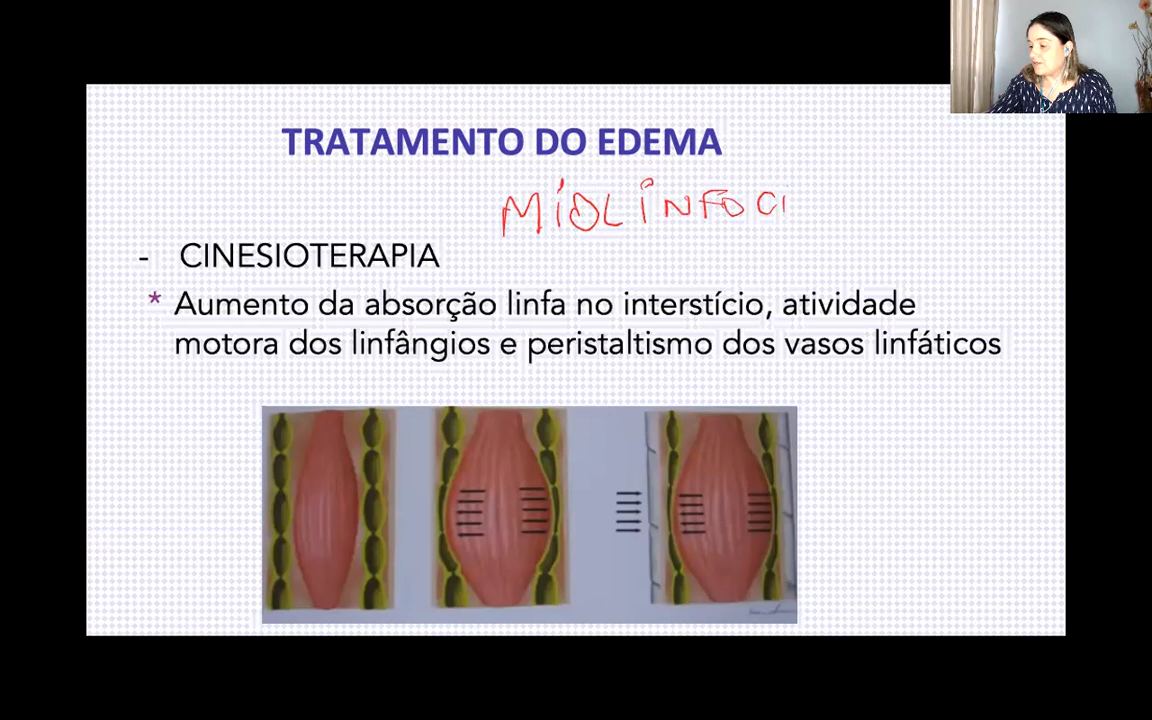 TRATAMENTO DO EDEMA
MIOLINFOCI
- CINESIOTERAPIA
* Aumento da absorção linfa no interstício, atividade
motora dos linfângios e peristaltismo dos vasos linfáticos